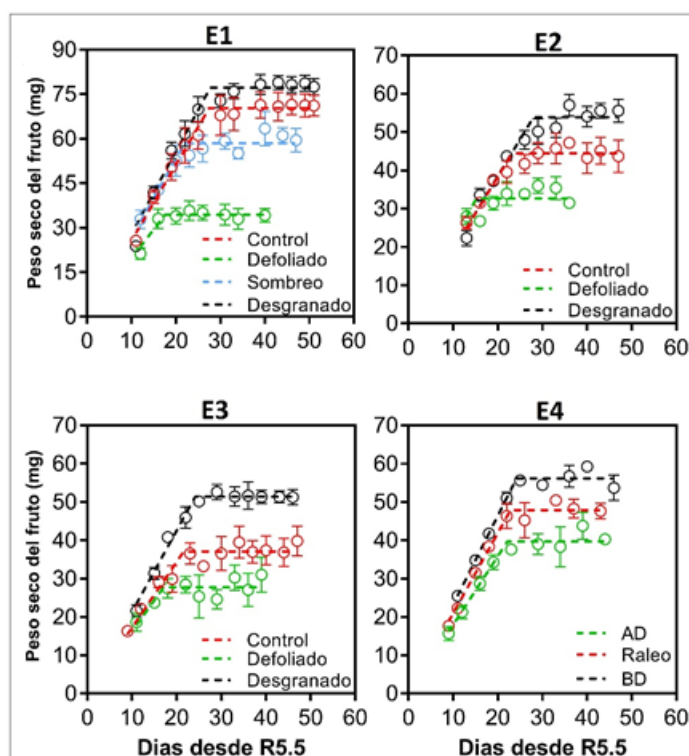 E1
Peso seco del fruto (mg)
90
75
60
45
30
15
0
Control
Defoliado
Sombreo
Desgranado
0 10 20 30 40 50 60
E2
70
60
50
40
30
20
10
0
Control
Defoliado
Desgranado
0 10 20 30 40 50 60
E3
Peso seco del fruto (mg)
70
60
50
40
30
20
10
0
Control
Defoliado
Desgranado
0 10 20 30 40 50 60
Dias desde R5.5
E4
70
60
50
40
30
20
10
0
AD
Raleo
BD
0 10 20 30 40 50 60
Dias desde R5.5